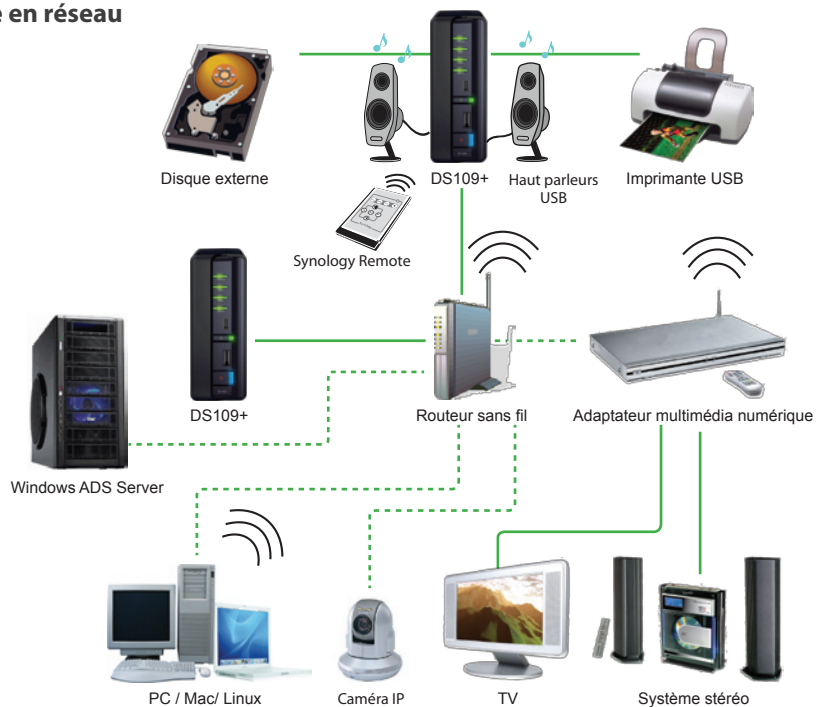 e en réseau
Disque externe
DS109+
Haut parleurs
USB
Imprimante USB
Synology Remote
DS109+
Routeur sans fil
Adaptateur multimédia numérique
Windows ADS Server
PC / Mac/ Linux
Caméra IP
TV
Système stéréo